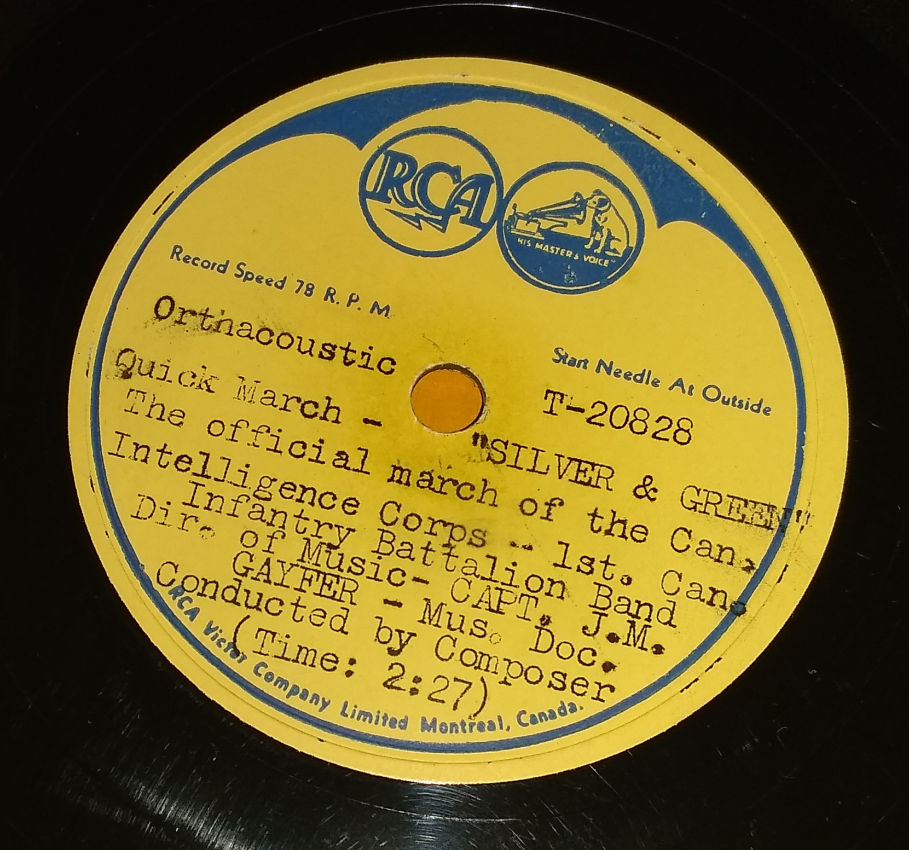 RCA
"HIS MASTER'S VOICE"
Record Speed 78 R. P. M.
Start Needle At Outside
Orthacoustic
T-20828
Quick March - "SILVER & GREEN"
The official march of the Can.
Intelligence Corps -- 1st. Can.
Infantry Battalion Band
Dir. of Music- CAPT. J.M.
GAYFER - Mus. Doc.
Conducted by Composer
(Time: 2:27)
RCA Victor Company Limited Montreal, Canada.